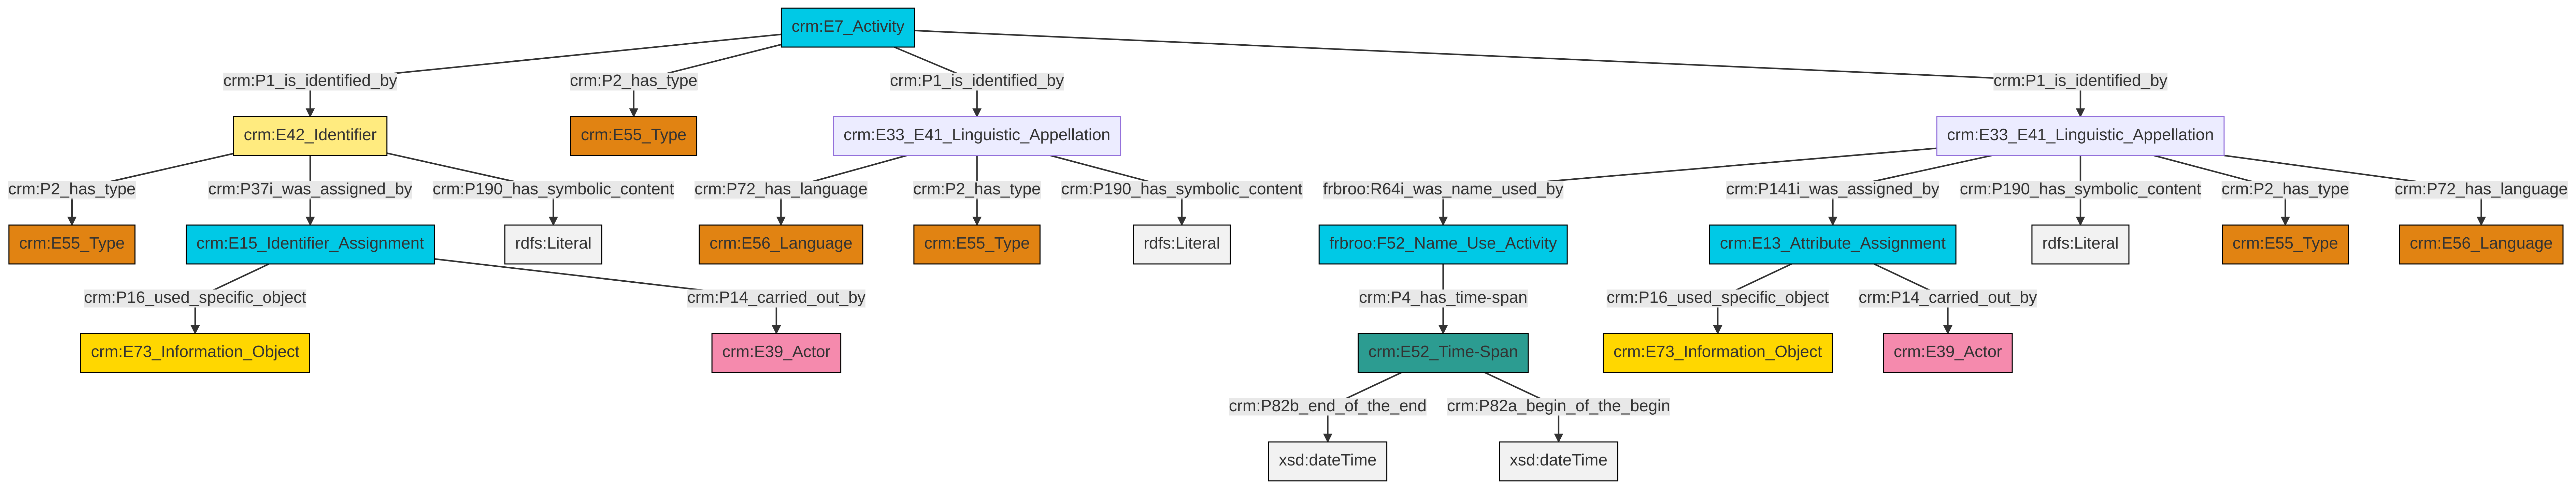 crm:E7_Activity
crm:P1_is_identified_by
crm:P2_has_type
crm:P1_is_identified_by
crm:P1_is_identified_by
crm:E42_Identifier
crm:E55_Type
crm:E33_E41_Linguistic_Appellation
crm:E33_E41_Linguistic_Appellation
crm:P2_has_type
crm:P37i_was_assigned_by
crm:P190_has_symbolic_content
crm:P72_has_language
crm:P2_has_type
crm:P190_has_symbolic_content
frbroo:R64i_was_name_used_by
crm:P141i_was_assigned_by
crm:P190_has_symbolic_content
crm:P2_has_type
crm:P72_has_language
crm:E55_Type
crm:E15_Identifier_Assignment
rdfs:Literal
crm:E56_Language
crm:E55_Type
rdfs:Literal
frbroo:F52_Name_Use_Activity
crm:E13_Attribute_Assignment
rdfs:Literal
crm:E55_Type
crm:E56_Language
crm:P16_used_specific_object
crm:P14_carried_out_by
crm:P4_has_time-span
crm:P16_used_specific_object
crm:P14_carried_out_by
crm:E73_Information_Object
crm:E39_Actor
crm:E52_Time-Span
crm:E73_Information_Object
crm:E39_Actor
crm:P82b_end_of_the_end
crm:P82a_begin_of_the_begin
xsd:dateTime
xsd:dateTime